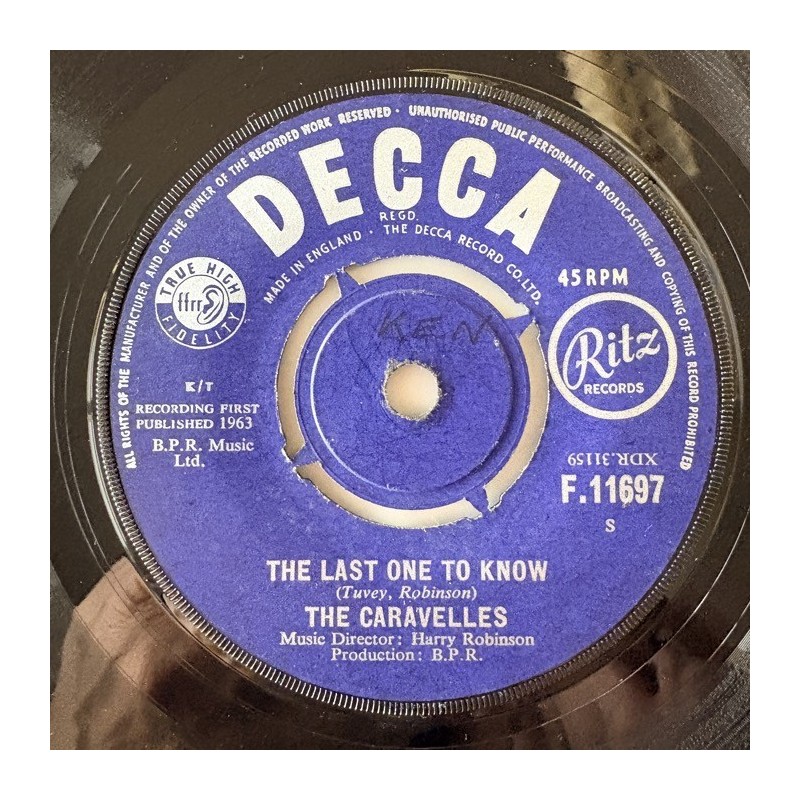 ALL RIGHTS OF THE MANUFACTURER AND OF THE OWNER OF THE RECORDED WORK RESERVED · UNAUTHORISED PUBLIC PERFORMANCE BROADCASTING AND COPYING OF THIS RECORD PROHIBITED
DECCA
REGD.
MADE IN ENGLAND · THE DECCA RECORD CO. LTD.
TRUE HIGH
ffrr
FIDELITY
45 RPM
Ritz
RECORDS
KEN
K/T
RECORDING FIRST
PUBLISHED 1963
B.P.R. Music
Ltd.
XDR.31159
F.11697
S
THE LAST ONE TO KNOW
(Tuvey, Robinson)
THE CARAVELLES
Music Director: Harry Robinson
Production: B.P.R.